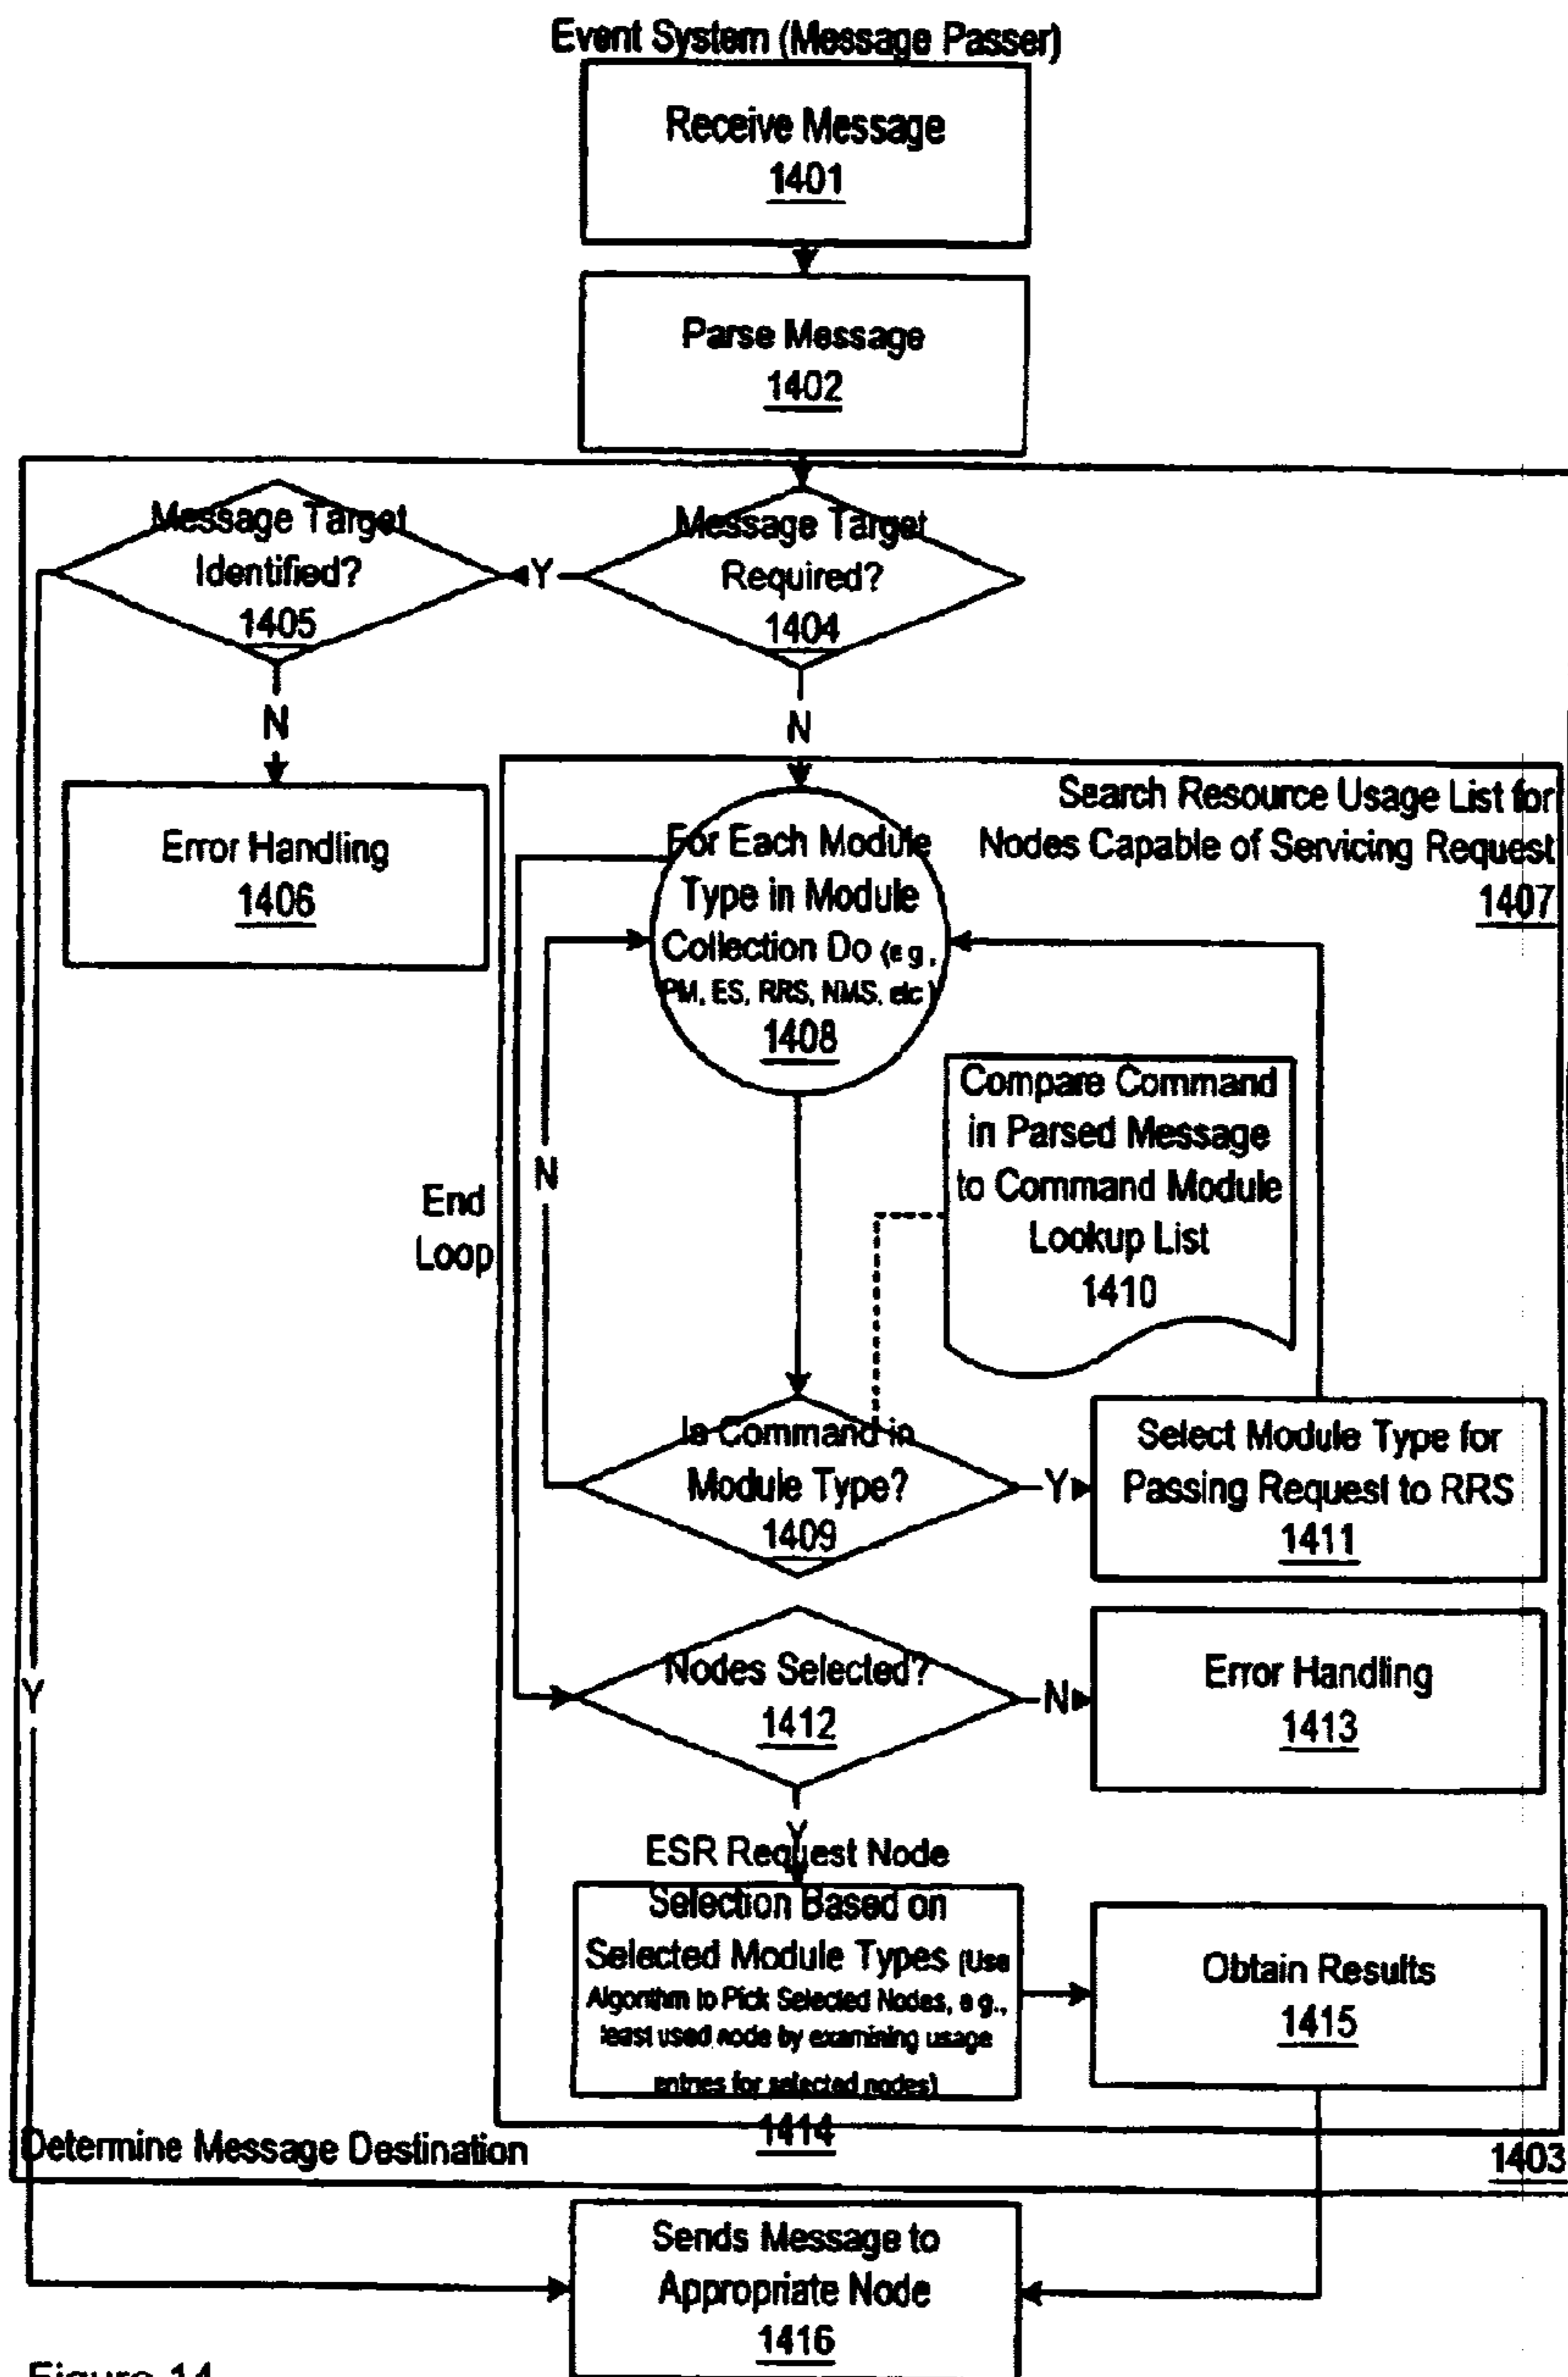 Event System (Message Passer)
Receive Message
1401
Parse Message
1402
Message Target
Identified?
1405
Y
Message Target
Required?
1404
N
N
Error Handling
1406
Search Resource Usage List for
Nodes Capable of Servicing Request
1407
For Each Module
Type in Module
Collection Do (e g ,
PM, ES, RRS, NMS, etc )
1408
End
Loop
N
Compare Command
in Parsed Message
to Command Module
Lookup List
1410
Is Command in
Module Type?
1409
Y
Select Module Type for
Passing Request to RRS
1411
Y
Nodes Selected?
1412
N
Error Handling
1413
Y
ESR Request Node
Selection Based on
Selected Module Types (Use
Algorithm to Pick Selected Nodes, e g.,
least used node by examining usage
entries for selected nodes)
1414
Obtain Results
1415
Determine Message Destination
1403
Sends Message to
Appropriate Node
1416
Figure 14